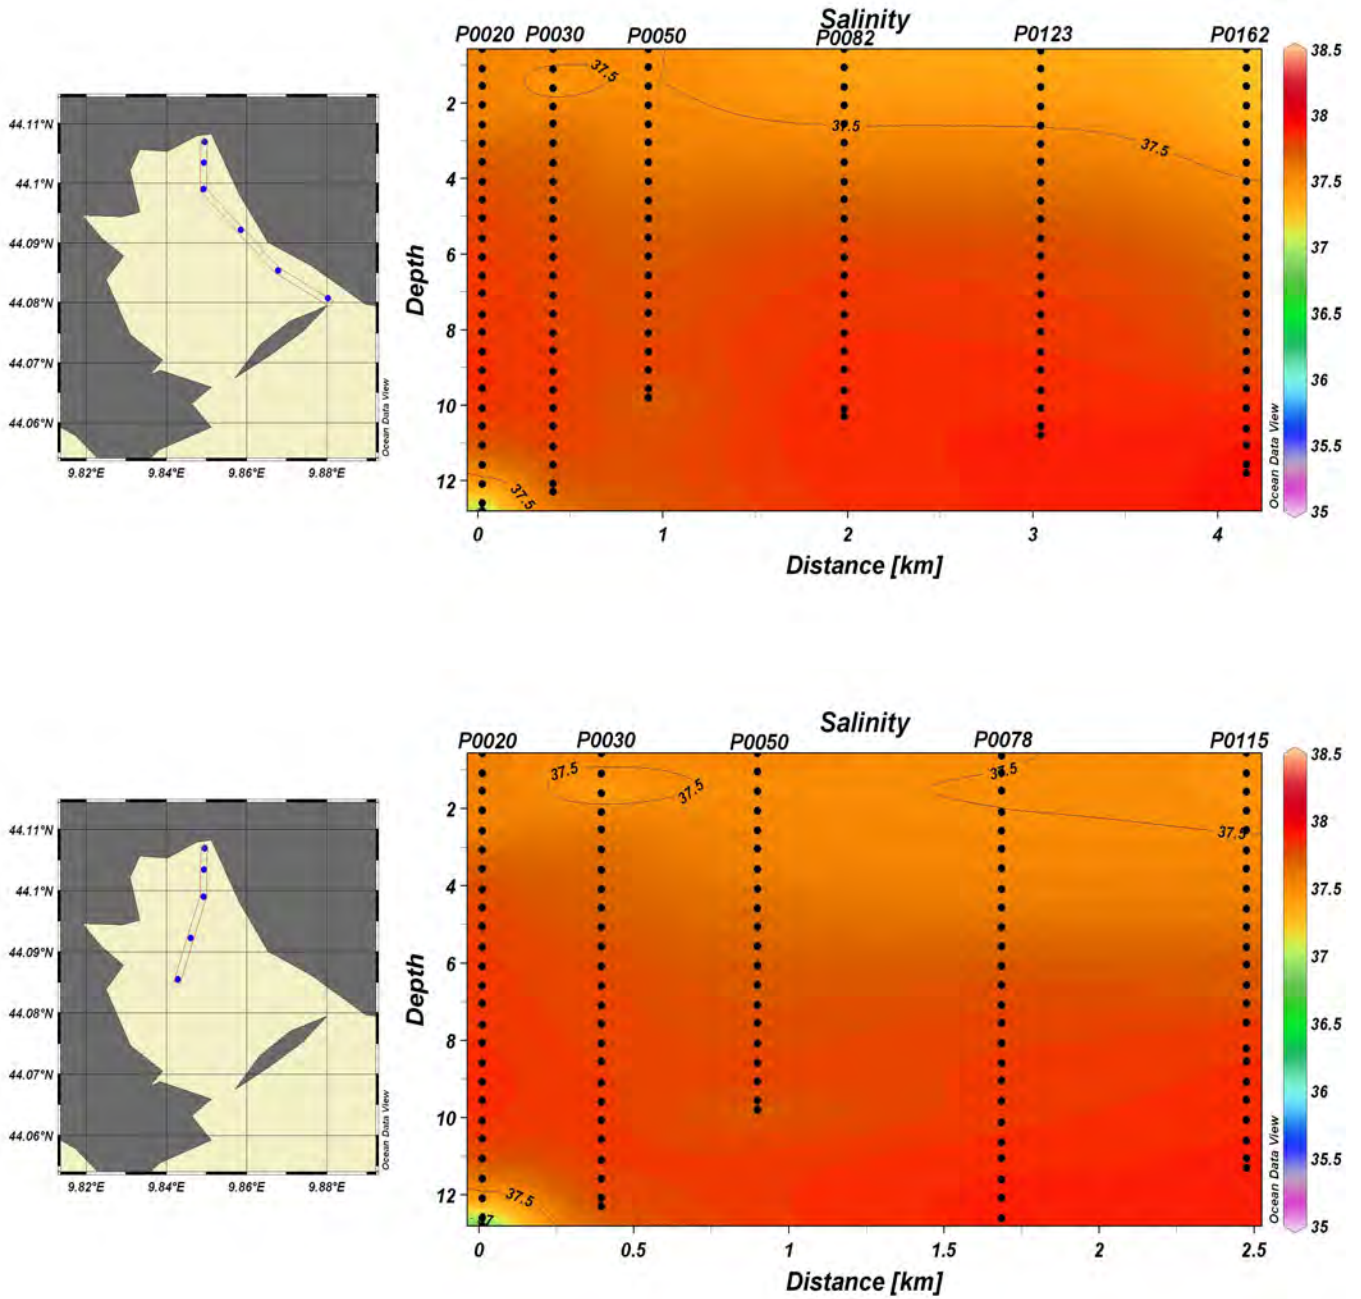 Salinity
P0020 P0030 P0050 P0082 P0123 P0162
44.11°N
44.1°N
44.09°N
44.08°N
44.07°N
44.06°N
9.82°E 9.84°E 9.86°E 9.88°E
Ocean Data View
Depth
2
4
6
8
10
12
37.5
37.5
37.5
37.5
0 1 2 3 4
Distance [km]
Ocean Data View
38.5
38
37.5
37
36.5
36
35.5
35
Salinity
P0020 P0030 P0050 P0078 P0115
44.11°N
44.1°N
44.09°N
44.08°N
44.07°N
44.06°N
9.82°E 9.84°E 9.86°E 9.88°E
Ocean Data View
Depth
2
4
6
8
10
12
37.5
37.5
37.5
37.5
37.5
37
0 0.5 1 1.5 2 2.5
Distance [km]
Ocean Data View
38.5
38
37.5
37
36.5
36
35.5
35